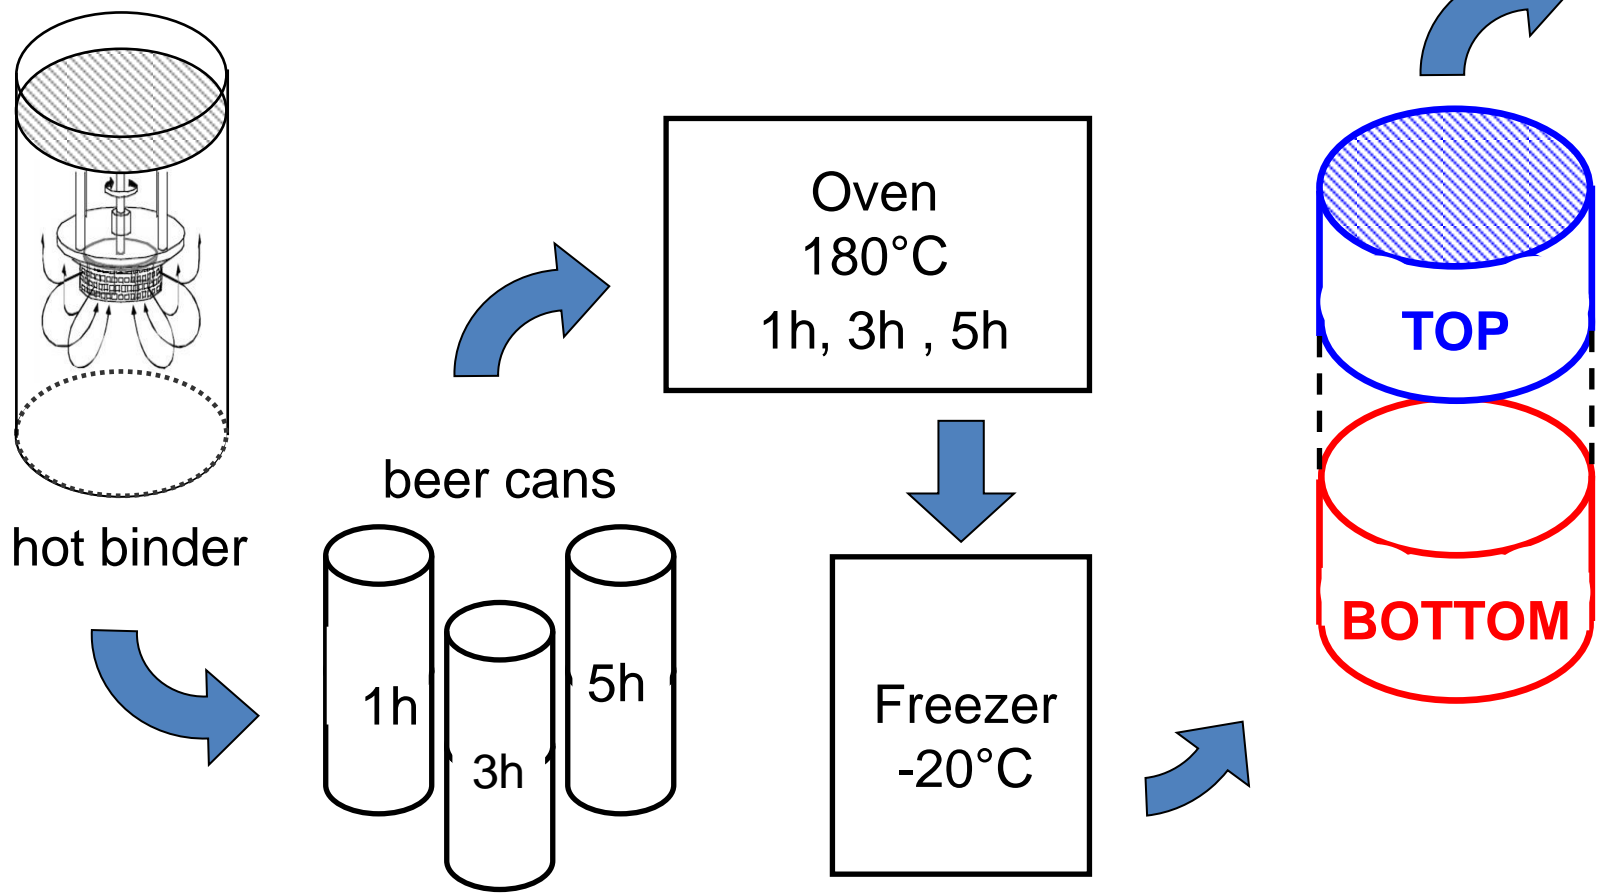 hot binder
beer cans
1h
3h
5h
Oven
180°C
1h, 3h , 5h
Freezer
-20°C
TOP
BOTTOM